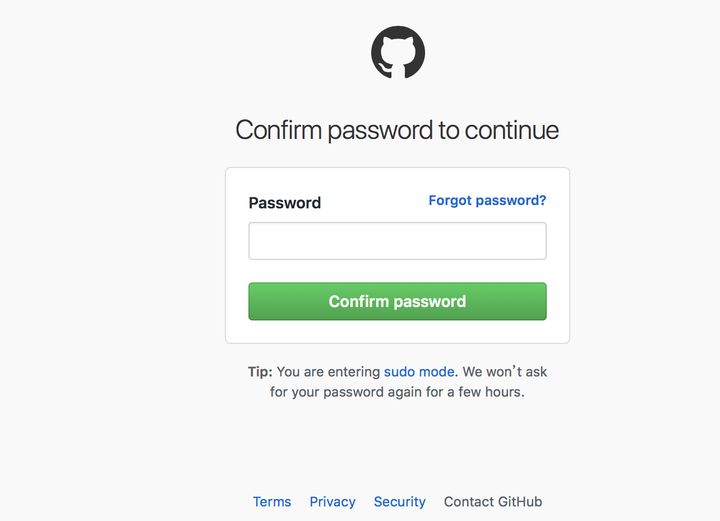 Confirm password to continue
Password
Forgot password?
Confirm password
Tip: You are entering sudo mode. We won't ask
for your password again for a few hours.
Terms Privacy Security Contact GitHub